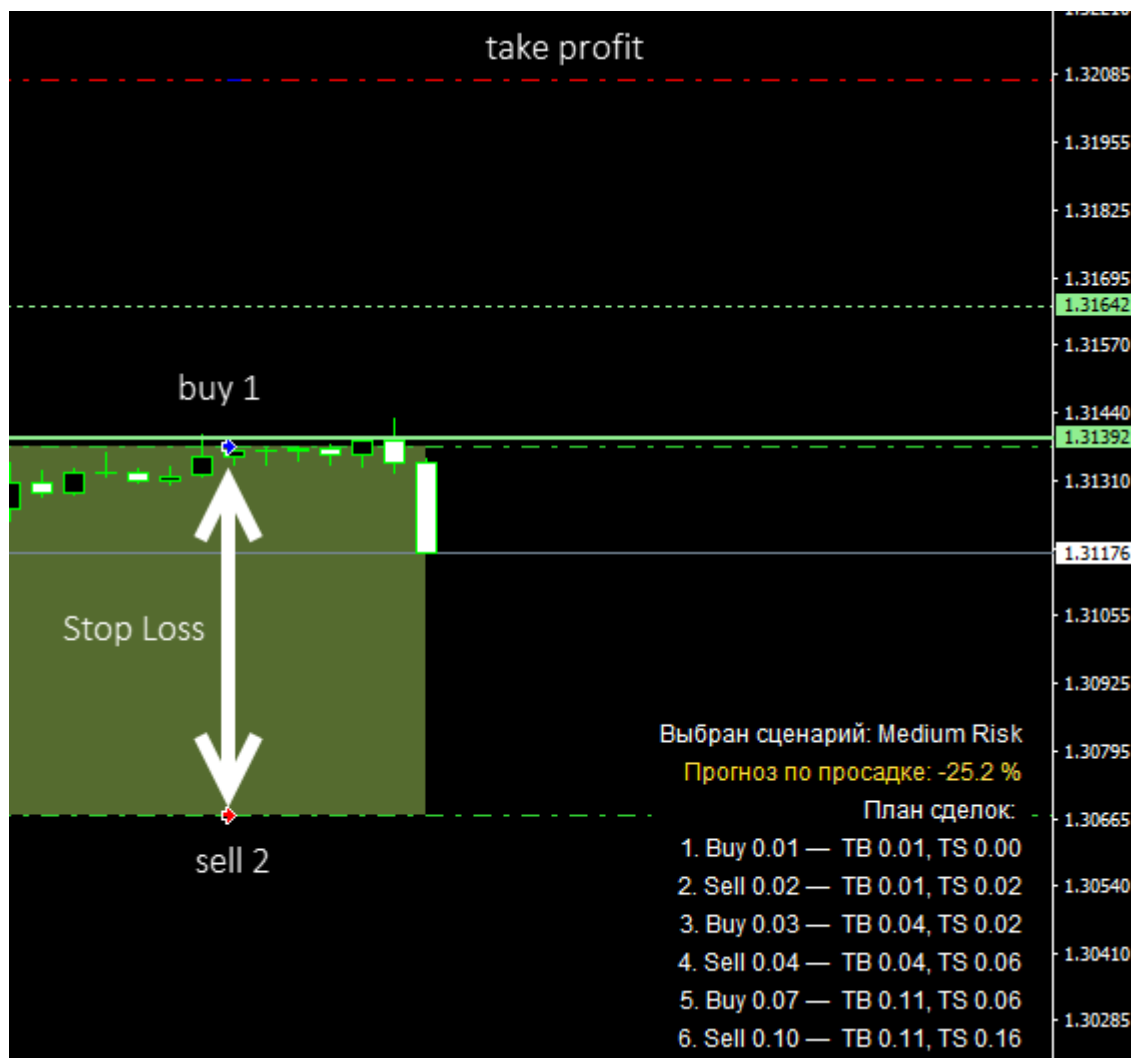 take profit
1.32085
1.31955
1.31825
1.31695
1.31642
1.31570
buy 1
1.31440
1.31392
1.31310
1.31176
Stop Loss
1.31055
1.30925
Выбран сценарий: Medium Risk
1.30795
Прогноз по просадке: -25.2 %
План сделок:
1.30665
1. Buy 0.01 — TB 0.01, TS 0.00
sell 2
2. Sell 0.02 — TB 0.01, TS 0.02
1.30540
3. Buy 0.03 — TB 0.04, TS 0.02
1.30410
4. Sell 0.04 — TB 0.04, TS 0.06
5. Buy 0.07 — TB 0.11, TS 0.06
1.30285
6. Sell 0.10 — TB 0.11, TS 0.16